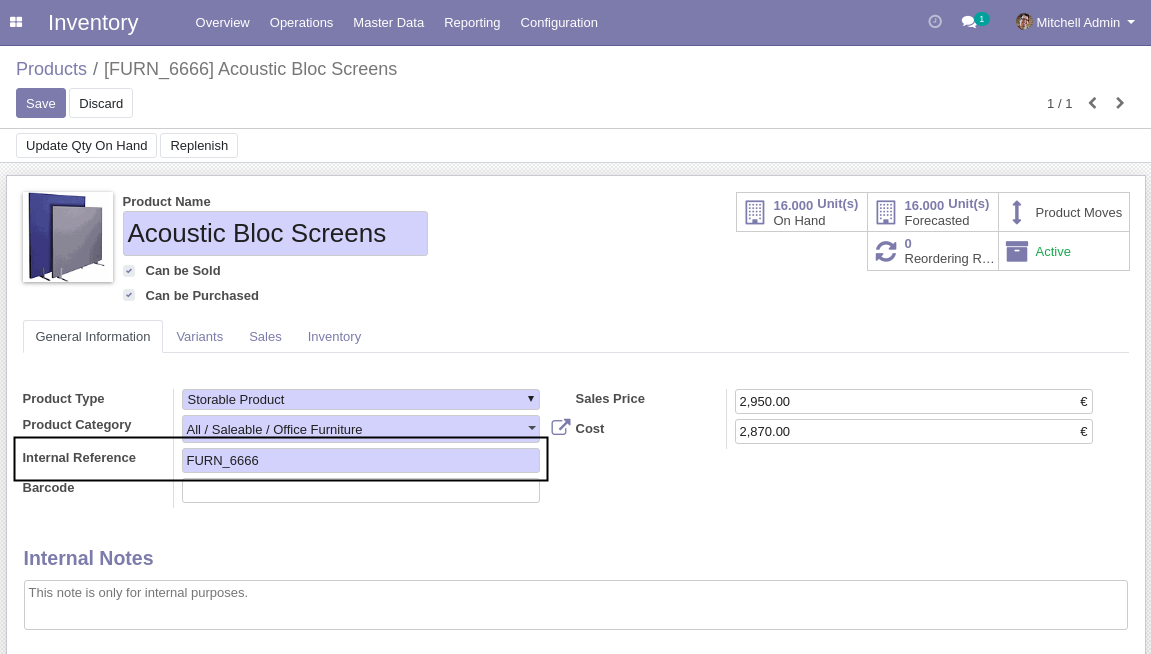 Inventory Overview Operations Master Data Reporting Configuration 1 Mitchell Admin
Products / [FURN_6666] Acoustic Bloc Screens
Save Discard 1 / 1
Update Qty On Hand Replenish
Product Name
Acoustic Bloc Screens
Can be Sold
Can be Purchased
16.000 Unit(s)
On Hand
16.000 Unit(s)
Forecasted
Product Moves
0
Reordering R...
Active
General Information Variants Sales Inventory
Product Type Storable Product
Product Category All / Saleable / Office Furniture
Internal Reference FURN_6666
Barcode
Sales Price 2,950.00 €
Cost 2,870.00 €
Internal Notes
This note is only for internal purposes.